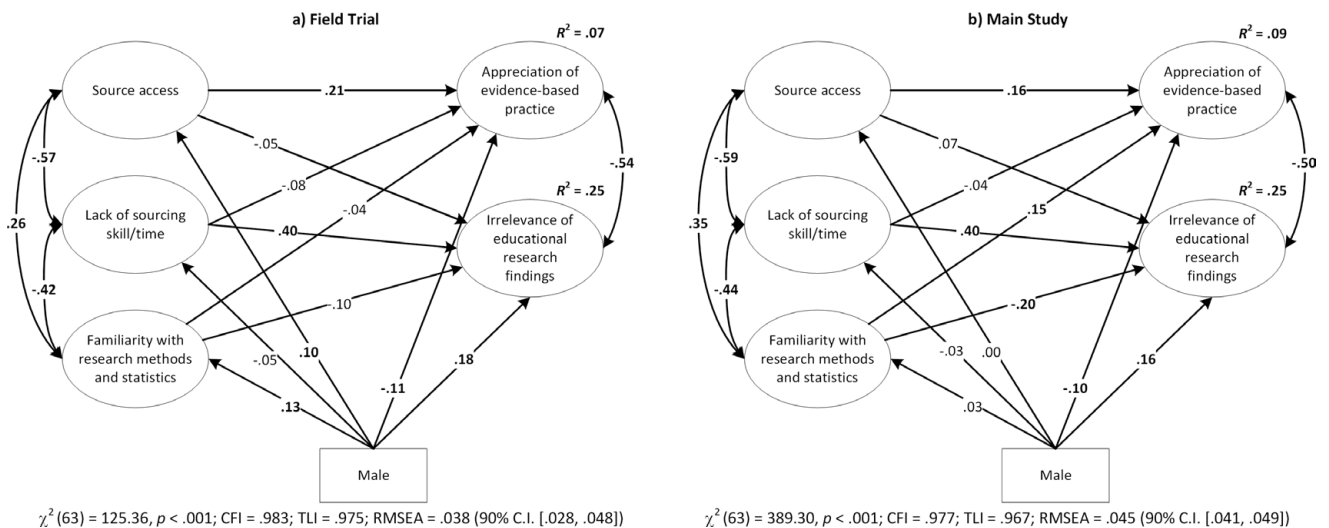 a) Field Trial
R² = .07
Source access
.21
Appreciation of
evidence-based
practice
-.05
-.57
-.08
-.54
-.04
R² = .25
.26
Lack of sourcing
skill/time
.40
Irrelevance of
educational
research
findings
-.42
-.10
Familiarity with
research methods
and statistics
-.05
.10
.18
-.11
.13
Male
χ² (63) = 125.36, p < .001; CFI = .983; TLI = .975; RMSEA = .038 (90% C.I. [.028, .048])
b) Main Study
R² = .09
Source access
.16
Appreciation of
evidence-based
practice
.07
-.59
-.04
-.50
.15
R² = .25
.35
Lack of sourcing
skill/time
.40
Irrelevance of
educational
research
findings
-.44
-.20
Familiarity with
research methods
and statistics
-.03
.00
.16
-.10
.03
Male
χ² (63) = 389.30, p < .001; CFI = .977; TLI = .967; RMSEA = .045 (90% C.I. [.041, .049])